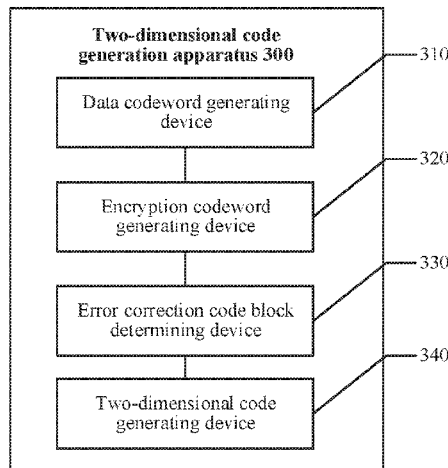 Two-dimensional code
generation apparatus 300
310
Data codeword generating
device
320
Encryption codeword
generating device
330
Error correction code block
determining device
340
Two-dimensional code
generating device